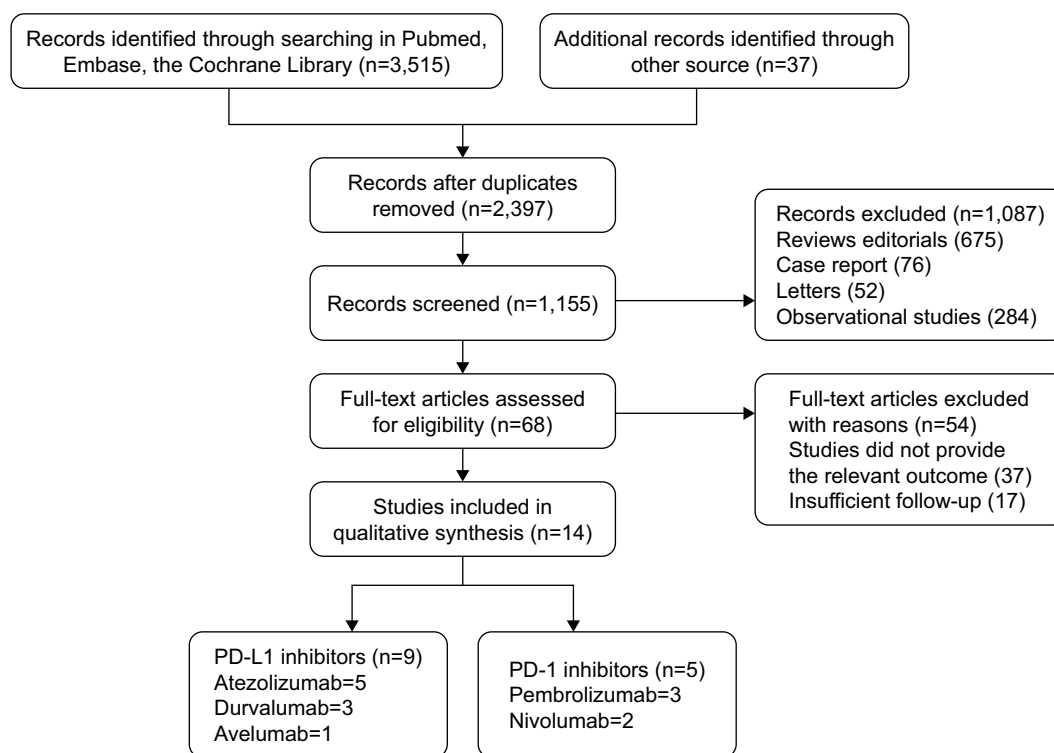 Records identified through searching in Pubmed,
Embase, the Cochrane Library (n=3,515)
Additional records identified through
other source (n=37)
Records after duplicates
removed (n=2,397)
Records screened (n=1,155)
Records excluded (n=1,087)
Reviews editorials (675)
Case report (76)
Letters (52)
Observational studies (284)
Full-text articles assessed
for eligibility (n=68)
Full-text articles excluded
with reasons (n=54)
Studies did not provide
the relevant outcome (37)
Insufficient follow-up (17)
Studies included in
qualitative synthesis (n=14)
PD-L1 inhibitors (n=9)
Atezolizumab=5
Durvalumab=3
Avelumab=1
PD-1 inhibitors (n=5)
Pembrolizumab=3
Nivolumab=2